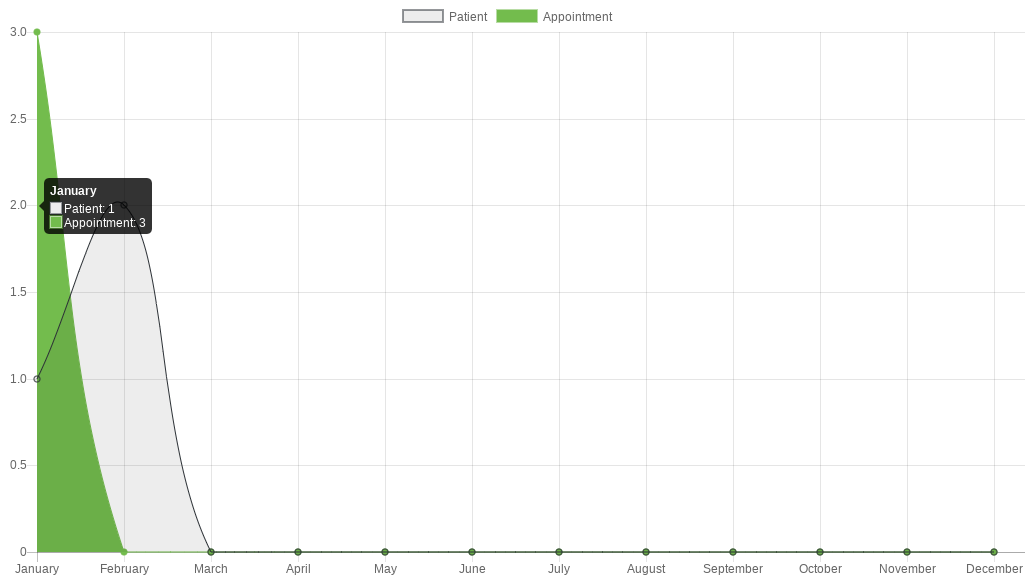 Patient Appointment
3.0
2.5
2.0
1.5
1.0
0.5
0
January
Patient: 1
Appointment: 3
January February March April May June July August September October November December